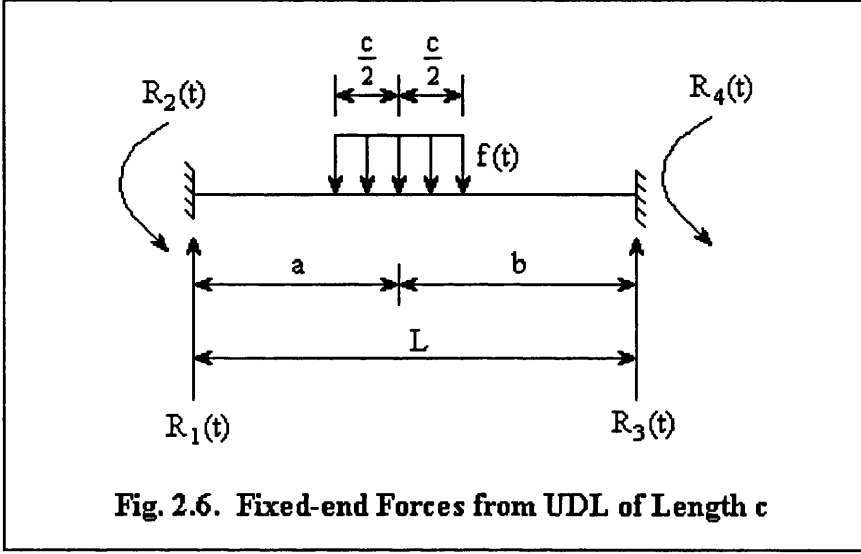 c/2 c/2
R₂(t) R₄(t)
f(t)
a b
L
R₁(t) R₃(t)
Fig. 2.6. Fixed-end Forces from UDL of Length c